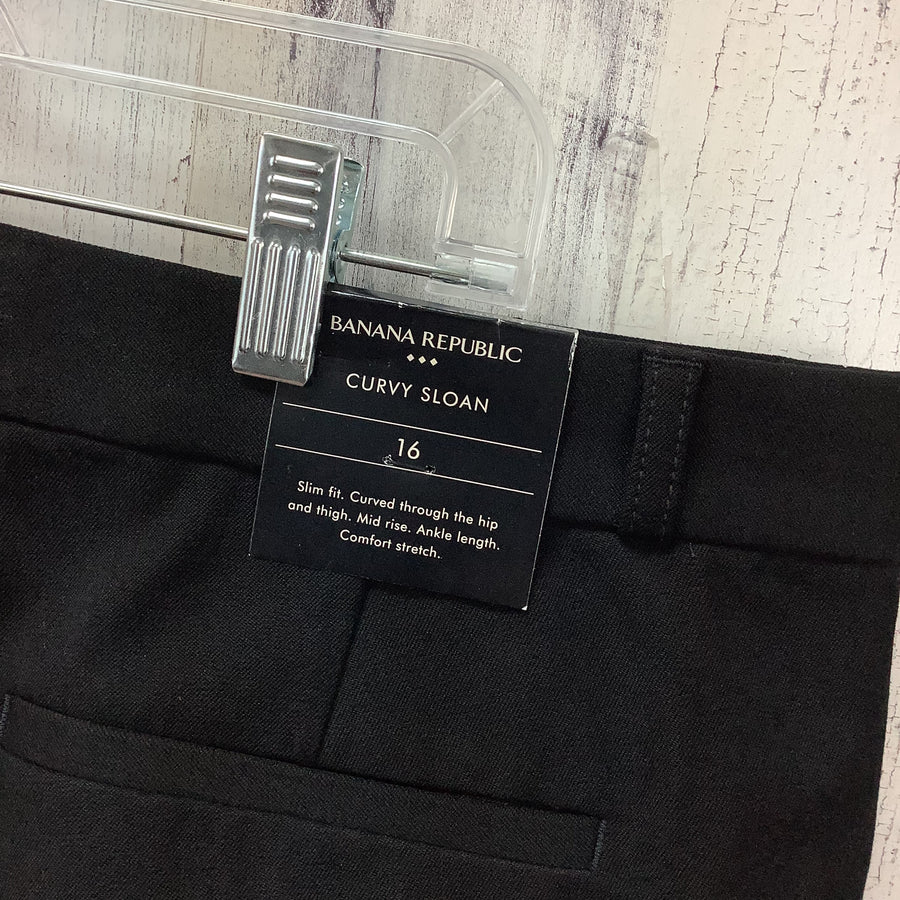 BANANA REPUBLIC
CURVY SLOAN
16
Slim fit. Curved through the hip
and thigh. Mid rise. Ankle length.
Comfort stretch.